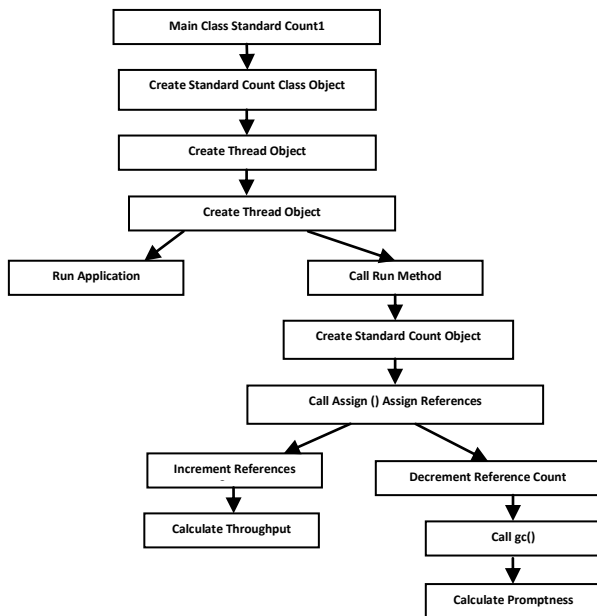 Main Class Standard Count1
Create Standard Count Class Object
Create Thread Object
Create Thread Object
Run Application
Call Run Method
Create Standard Count Object
Call Assign () Assign References
Increment References
Decrement Reference Count
Calculate Throughput
Call gc()
Calculate Promptness